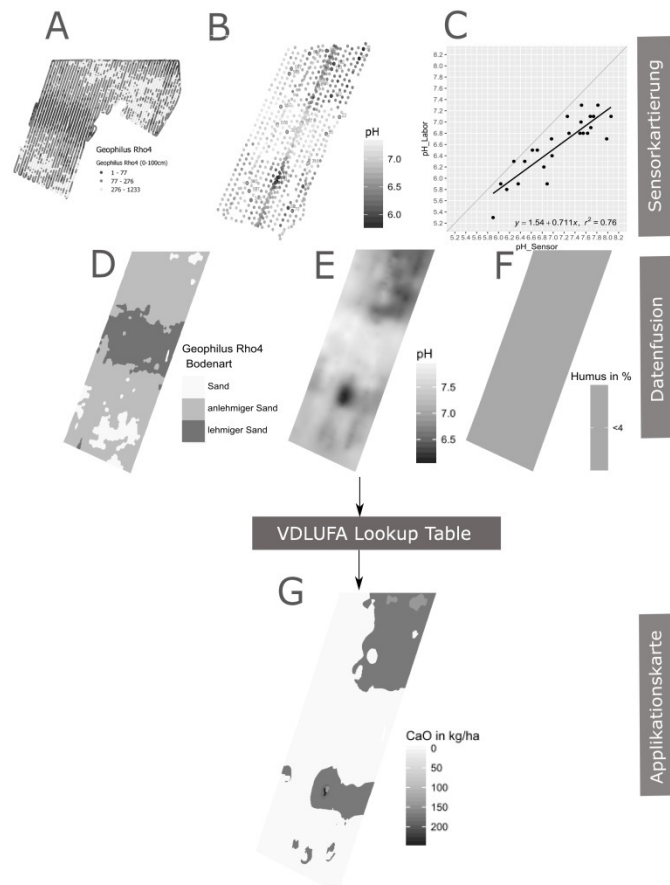 A
B
C
Geophilus Rho4
Geophilus Rho4 (0-100cm)
1 - 77
77 - 276
276 - 1233
pH
7.0
6.5
6.0
pH_Labor
8.2
8.0
7.8
7.6
7.4
7.2
7.0
6.8
6.6
6.4
6.2
6.0
5.8
5.6
5.4
5.2
y = 1.54 + 0.711x, r² = 0.76
5.2 5.4 5.6 5.8 6.0 6.2 6.4 6.6 6.8 7.0 7.2 7.4 7.6 7.8 8.0 8.2
pH_Sensor
Sensorkartierung
D
E
F
Geophilus Rho4
Bodenart
Sand
anlehmiger Sand
lehmiger Sand
pH
7.5
7.0
6.5
Humus in %
<4
Datenfusion
VDLUFA Lookup Table
G
CaO in kg/ha
0
50
100
150
200
Applikationskarte